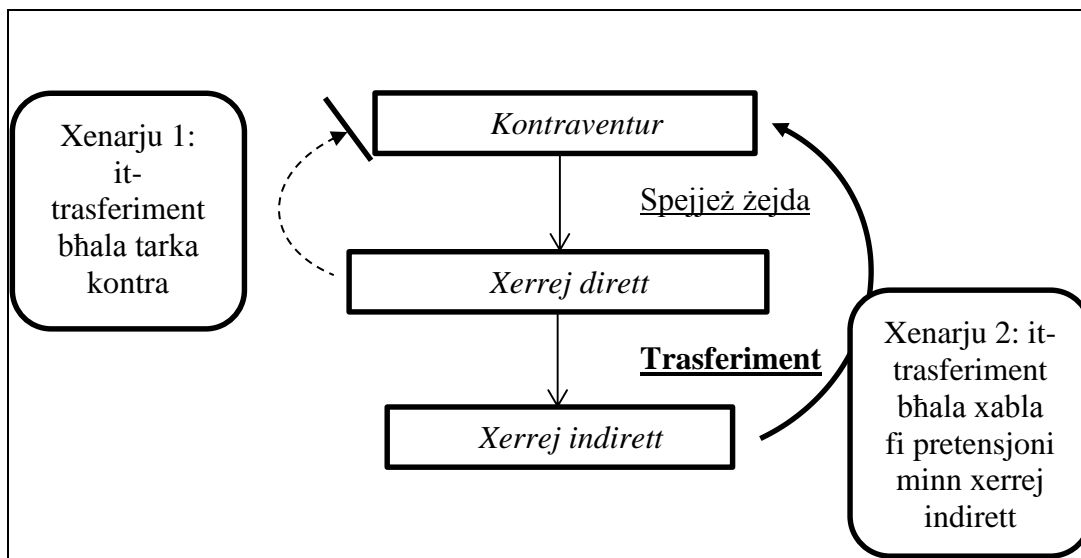 Xenarju 1:
it-
trasferiment
bħala tarka
kontra
Kontraventur
Spejjeż żejda
Xerrej dirett
Trasferiment
Xerrej indirett
Xenarju 2: it-
trasferiment
bħala xabla
fi pretensjoni
minn xerrej
indirett